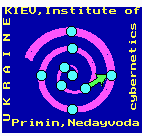 KIEV, Institute of
cybernetics
UKRAINE
Primin, Nedayvoda